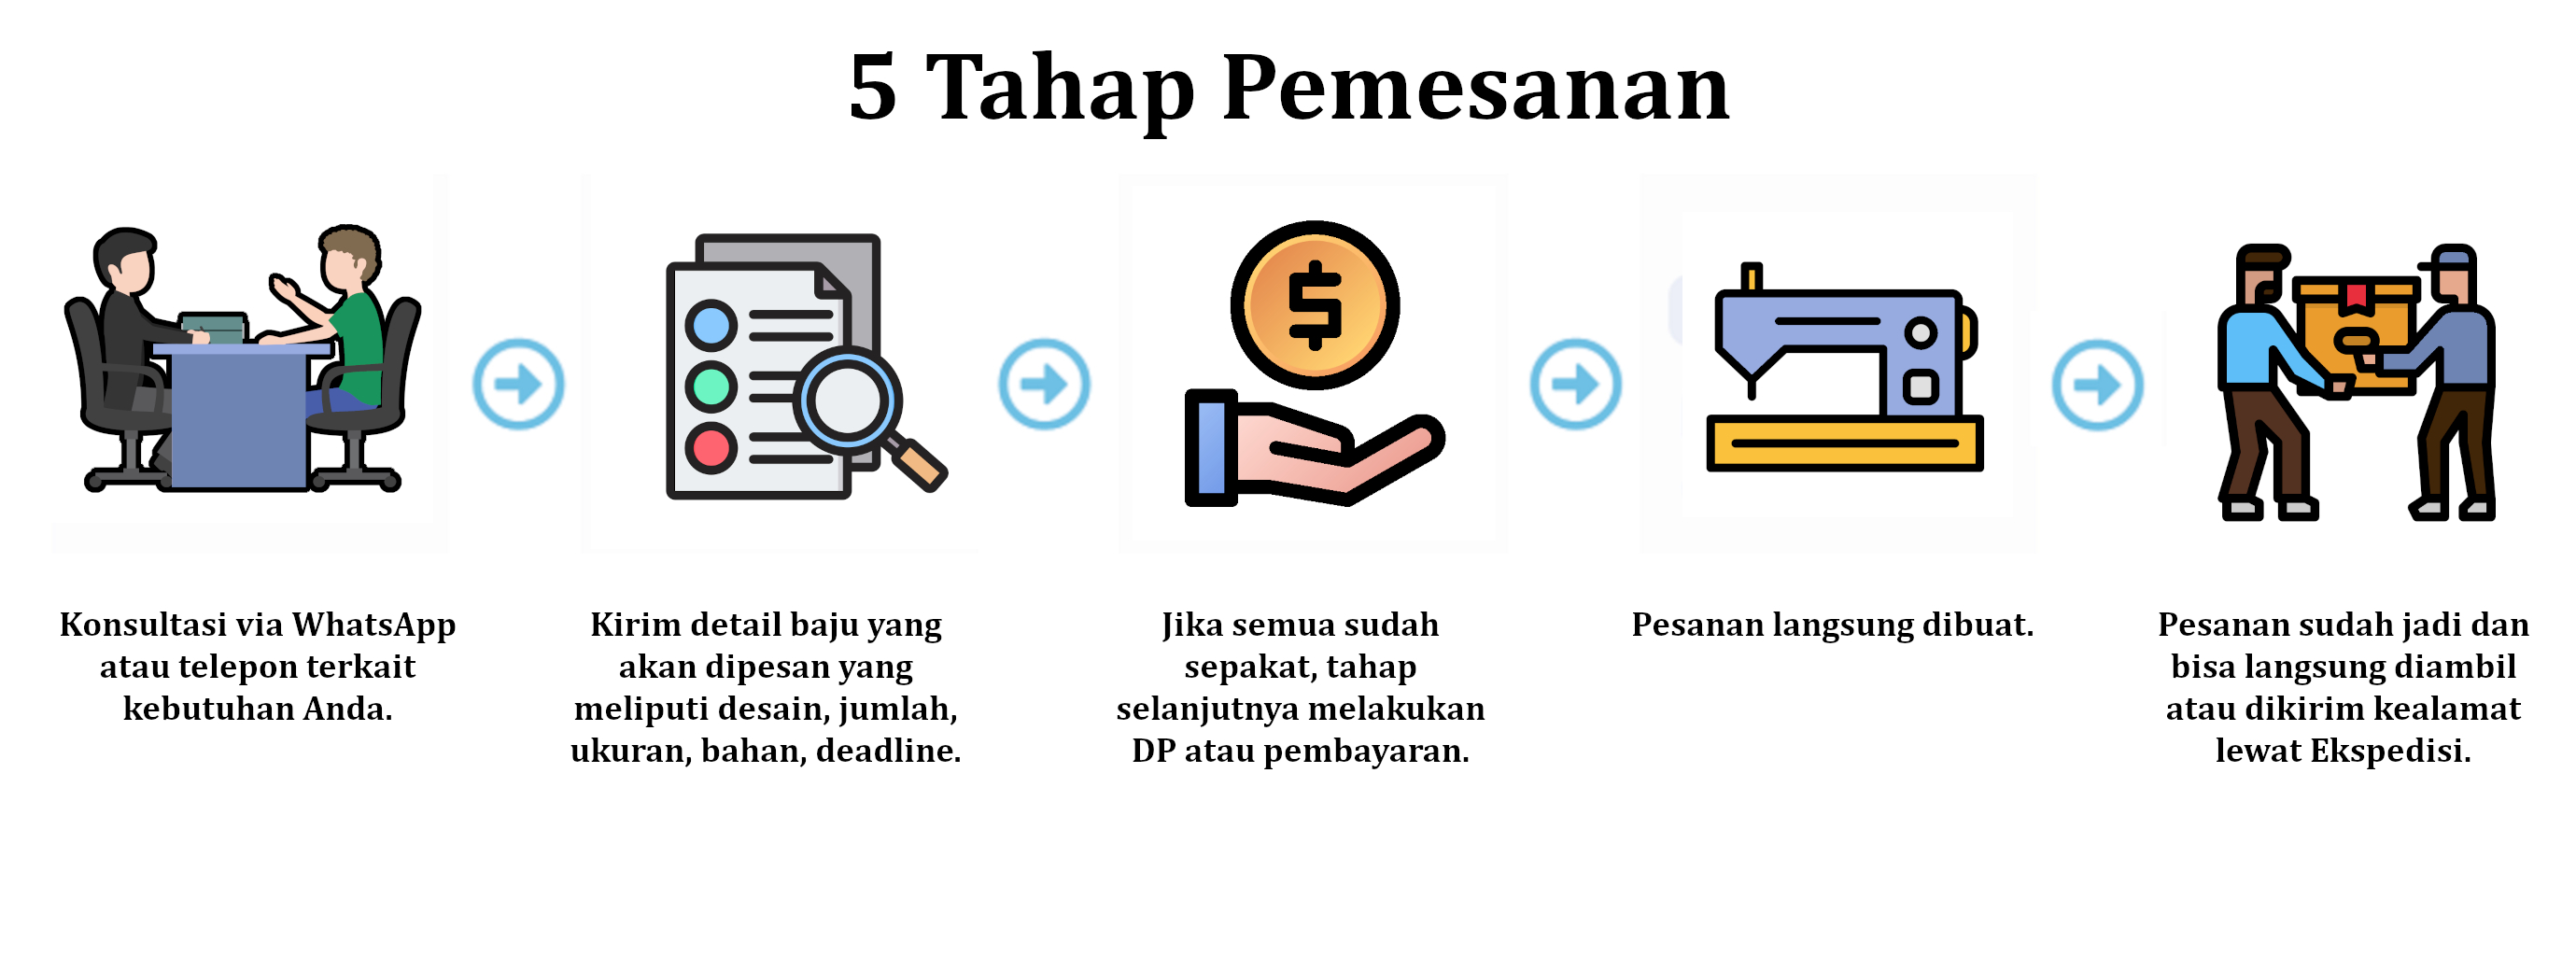 5 Tahap Pemesanan
Konsultasi via WhatsApp
atau telepon terkait
kebutuhan Anda.
Kirim detail baju yang
akan dipesan yang
meliputi desain, jumlah,
ukuran, bahan, deadline.
Jika semua sudah
sepakat, tahap
selanjutnya melakukan
DP atau pembayaran.
Pesanan langsung dibuat.
Pesanan sudah jadi dan
bisa langsung diambil
atau dikirim kealamat
lewat Ekspedisi.